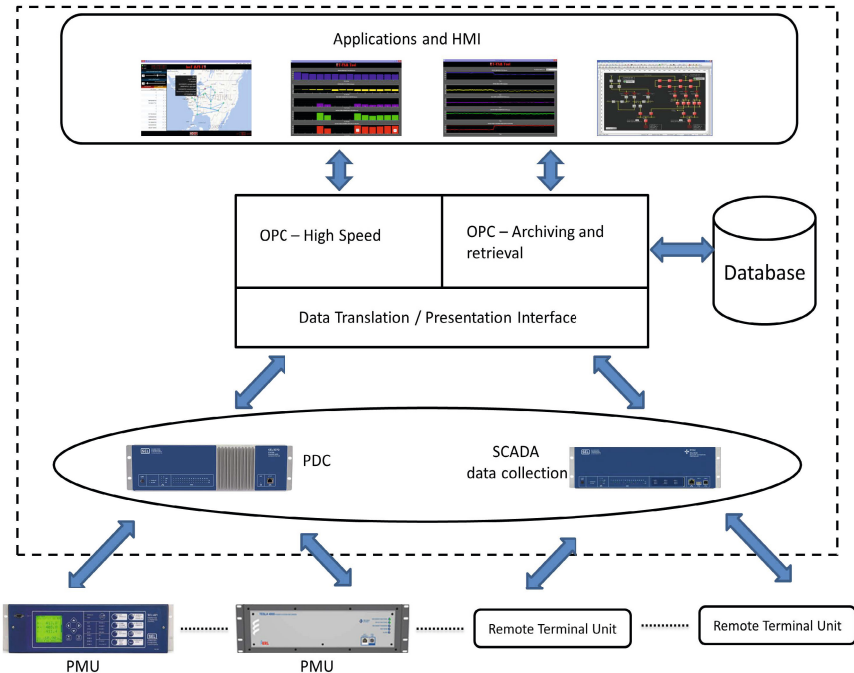 Applications and HMI
OPC – High Speed
OPC – Archiving and
retrieval
Database
Data Translation / Presentation Interface
PDC
SCADA
data collection
Remote Terminal Unit
Remote Terminal Unit
PMU
PMU